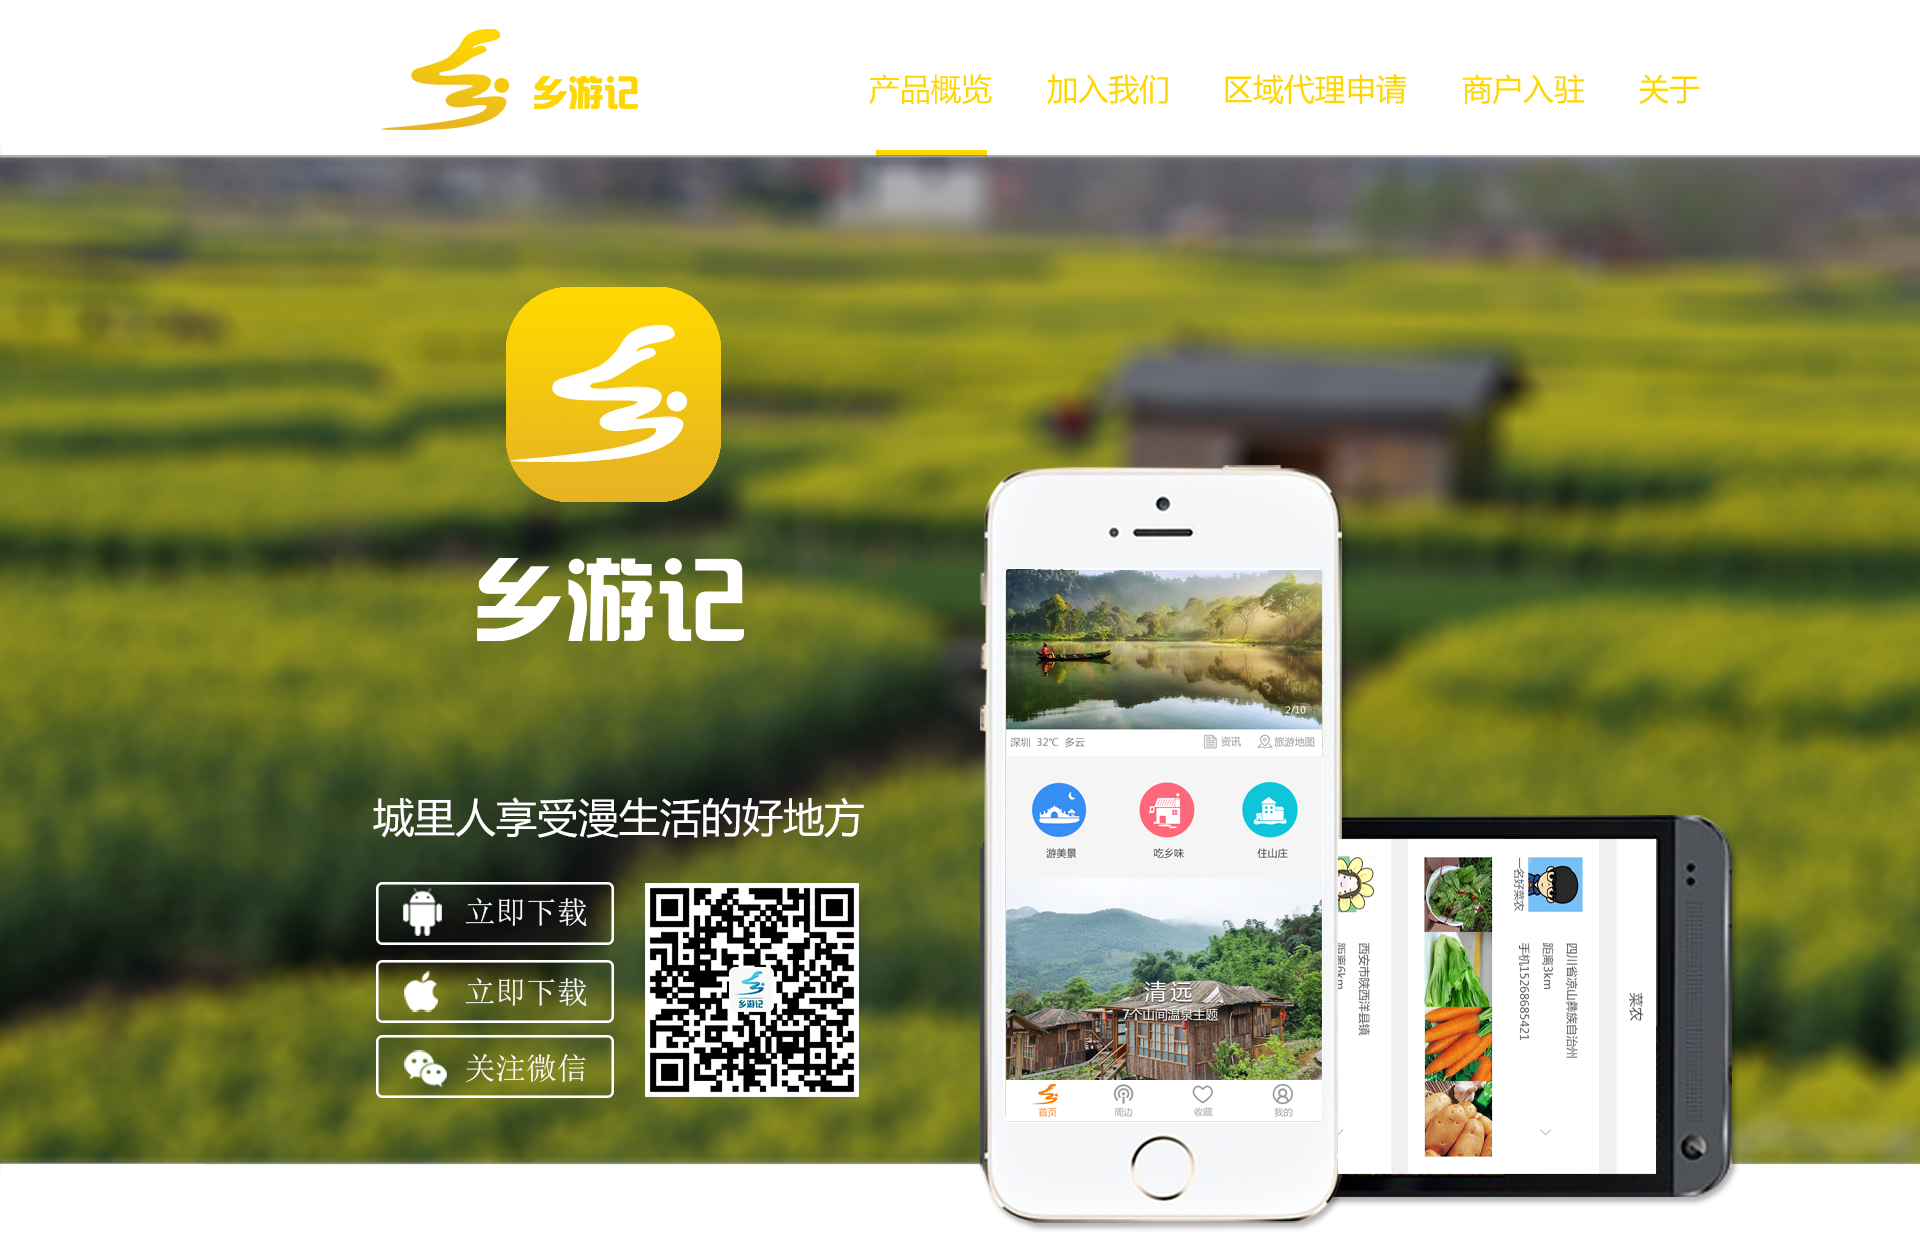 乡游记
产品概览 加入我们 区域代理申请 商户入驻 关于
乡游记
城里人享受漫生活的好地方
立即下载
立即下载
关注微信
乡游记
2/10
深圳 32℃ 多云 资讯 旅游地图
游美景 吃乡味 住山庄
清远
7个山间温泉主题
首页 周边 收藏 我的
菜农
一名好菜农
四川省凉山彝族自治州
距离3km
手机15268685421
西安市陕西洋县镇
距离6km